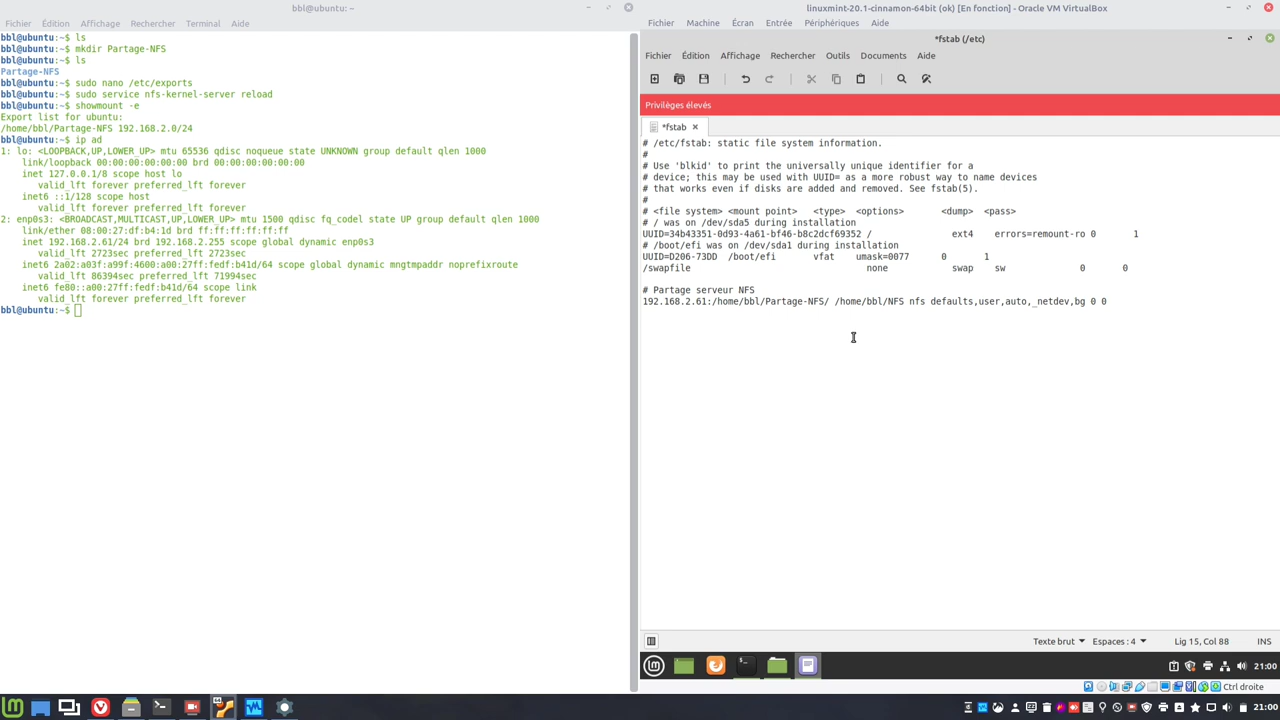 bbl@ubuntu: ~
Fichier Édition Affichage Rechercher Terminal Aide
bbl@ubuntu:~$ ls
bbl@ubuntu:~$ mkdir Partage-NFS
bbl@ubuntu:~$ ls
Partage-NFS
bbl@ubuntu:~$ sudo nano /etc/exports
bbl@ubuntu:~$ sudo service nfs-kernel-server reload
bbl@ubuntu:~$ showmount -e
Export list for ubuntu:
/home/bbl/Partage-NFS 192.168.2.0/24
bbl@ubuntu:~$ ip ad
1: lo: <LOOPBACK,UP,LOWER_UP> mtu 65536 qdisc noqueue state UNKNOWN group default qlen 1000
link/loopback 00:00:00:00:00:00 brd 00:00:00:00:00:00
inet 127.0.0.1/8 scope host lo
valid_lft forever preferred_lft forever
inet6 ::1/128 scope host
valid_lft forever preferred_lft forever
2: enp0s3: <BROADCAST,MULTICAST,UP,LOWER_UP> mtu 1500 qdisc fq_codel state UP group default qlen 1000
link/ether 08:00:27:df:b4:1d brd ff:ff:ff:ff:ff:ff
inet 192.168.2.61/24 brd 192.168.2.255 scope global dynamic enp0s3
valid_lft 2723sec preferred_lft 2723sec
inet6 2a02:a03f:a99f:4600:a00:27ff:fedf:b41d/64 scope global dynamic mngtmpaddr noprefixroute
valid_lft 86394sec preferred_lft 71994sec
inet6 fe80::a00:27ff:fedf:b41d/64 scope link
valid_lft forever preferred_lft forever
bbl@ubuntu:~$
linuxmint-20.1-cinnamon-64bit (ok) [En fonction] - Oracle VM VirtualBox
Fichier Machine Écran Entrée Périphériques Aide
*fstab (/etc)
Fichier Édition Affichage Rechercher Outils Documents Aide
Privilèges élevés
*fstab
# /etc/fstab: static file system information.
#
# Use 'blkid' to print the universally unique identifier for a
# device; this may be used with UUID= as a more robust way to name devices
# that works even if disks are added and removed. See fstab(5).
#
# <file system> <mount point> <type> <options> <dump> <pass>
# / was on /dev/sda5 during installation
UUID=34b43351-0d93-4a61-bf46-b8c2dcf69352 / ext4 errors=remount-ro 0 1
# /boot/efi was on /dev/sda1 during installation
UUID=D206-73DD /boot/efi vfat umask=0077 0 1
/swapfile none swap sw 0 0
# Partage serveur NFS
192.168.2.61:/home/bbl/Partage-NFS/ /home/bbl/NFS nfs defaults,user,auto,_netdev,bg 0 0
Texte brut Espaces : 4 Lig 15, Col 88 INS
21:00
Ctrl droite
21:00